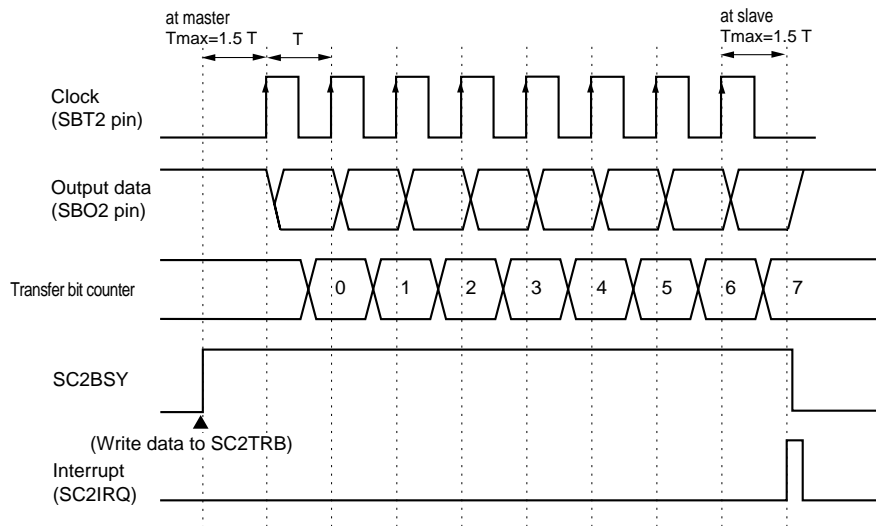 at master
Tmax=1.5 T
T
at slave
Tmax=1.5 T
Clock
(SBT2 pin)
Output data
(SBO2 pin)
Transfer bit counter
0 1 2 3 4 5 6 7
SC2BSY
(Write data to SC2TRB)
Interrupt
(SC2IRQ)